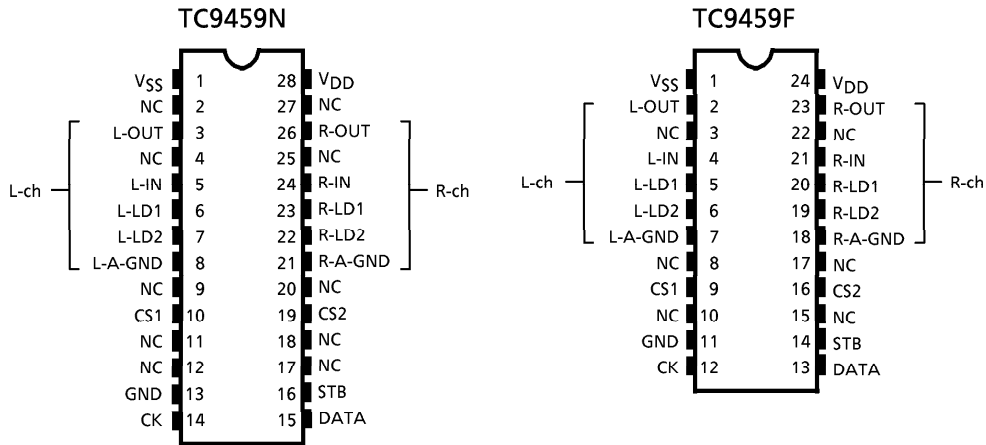 TC9459N
VSS 1 28 VDD
NC 2 27 NC
L-OUT 3 26 R-OUT
NC 4 25 NC
L-IN 5 24 R-IN
L-ch R-ch
L-LD1 6 23 R-LD1
L-LD2 7 22 R-LD2
L-A-GND 8 21 R-A-GND
NC 9 20 NC
CS1 10 19 CS2
NC 11 18 NC
NC 12 17 NC
GND 13 16 STB
CK 14 15 DATA
TC9459F
VSS 1 24 VDD
L-OUT 2 23 R-OUT
NC 3 22 NC
L-IN 4 21 R-IN
L-ch R-ch
L-LD1 5 20 R-LD1
L-LD2 6 19 R-LD2
L-A-GND 7 18 R-A-GND
NC 8 17 NC
CS1 9 16 CS2
NC 10 15 NC
GND 11 14 STB
CK 12 13 DATA